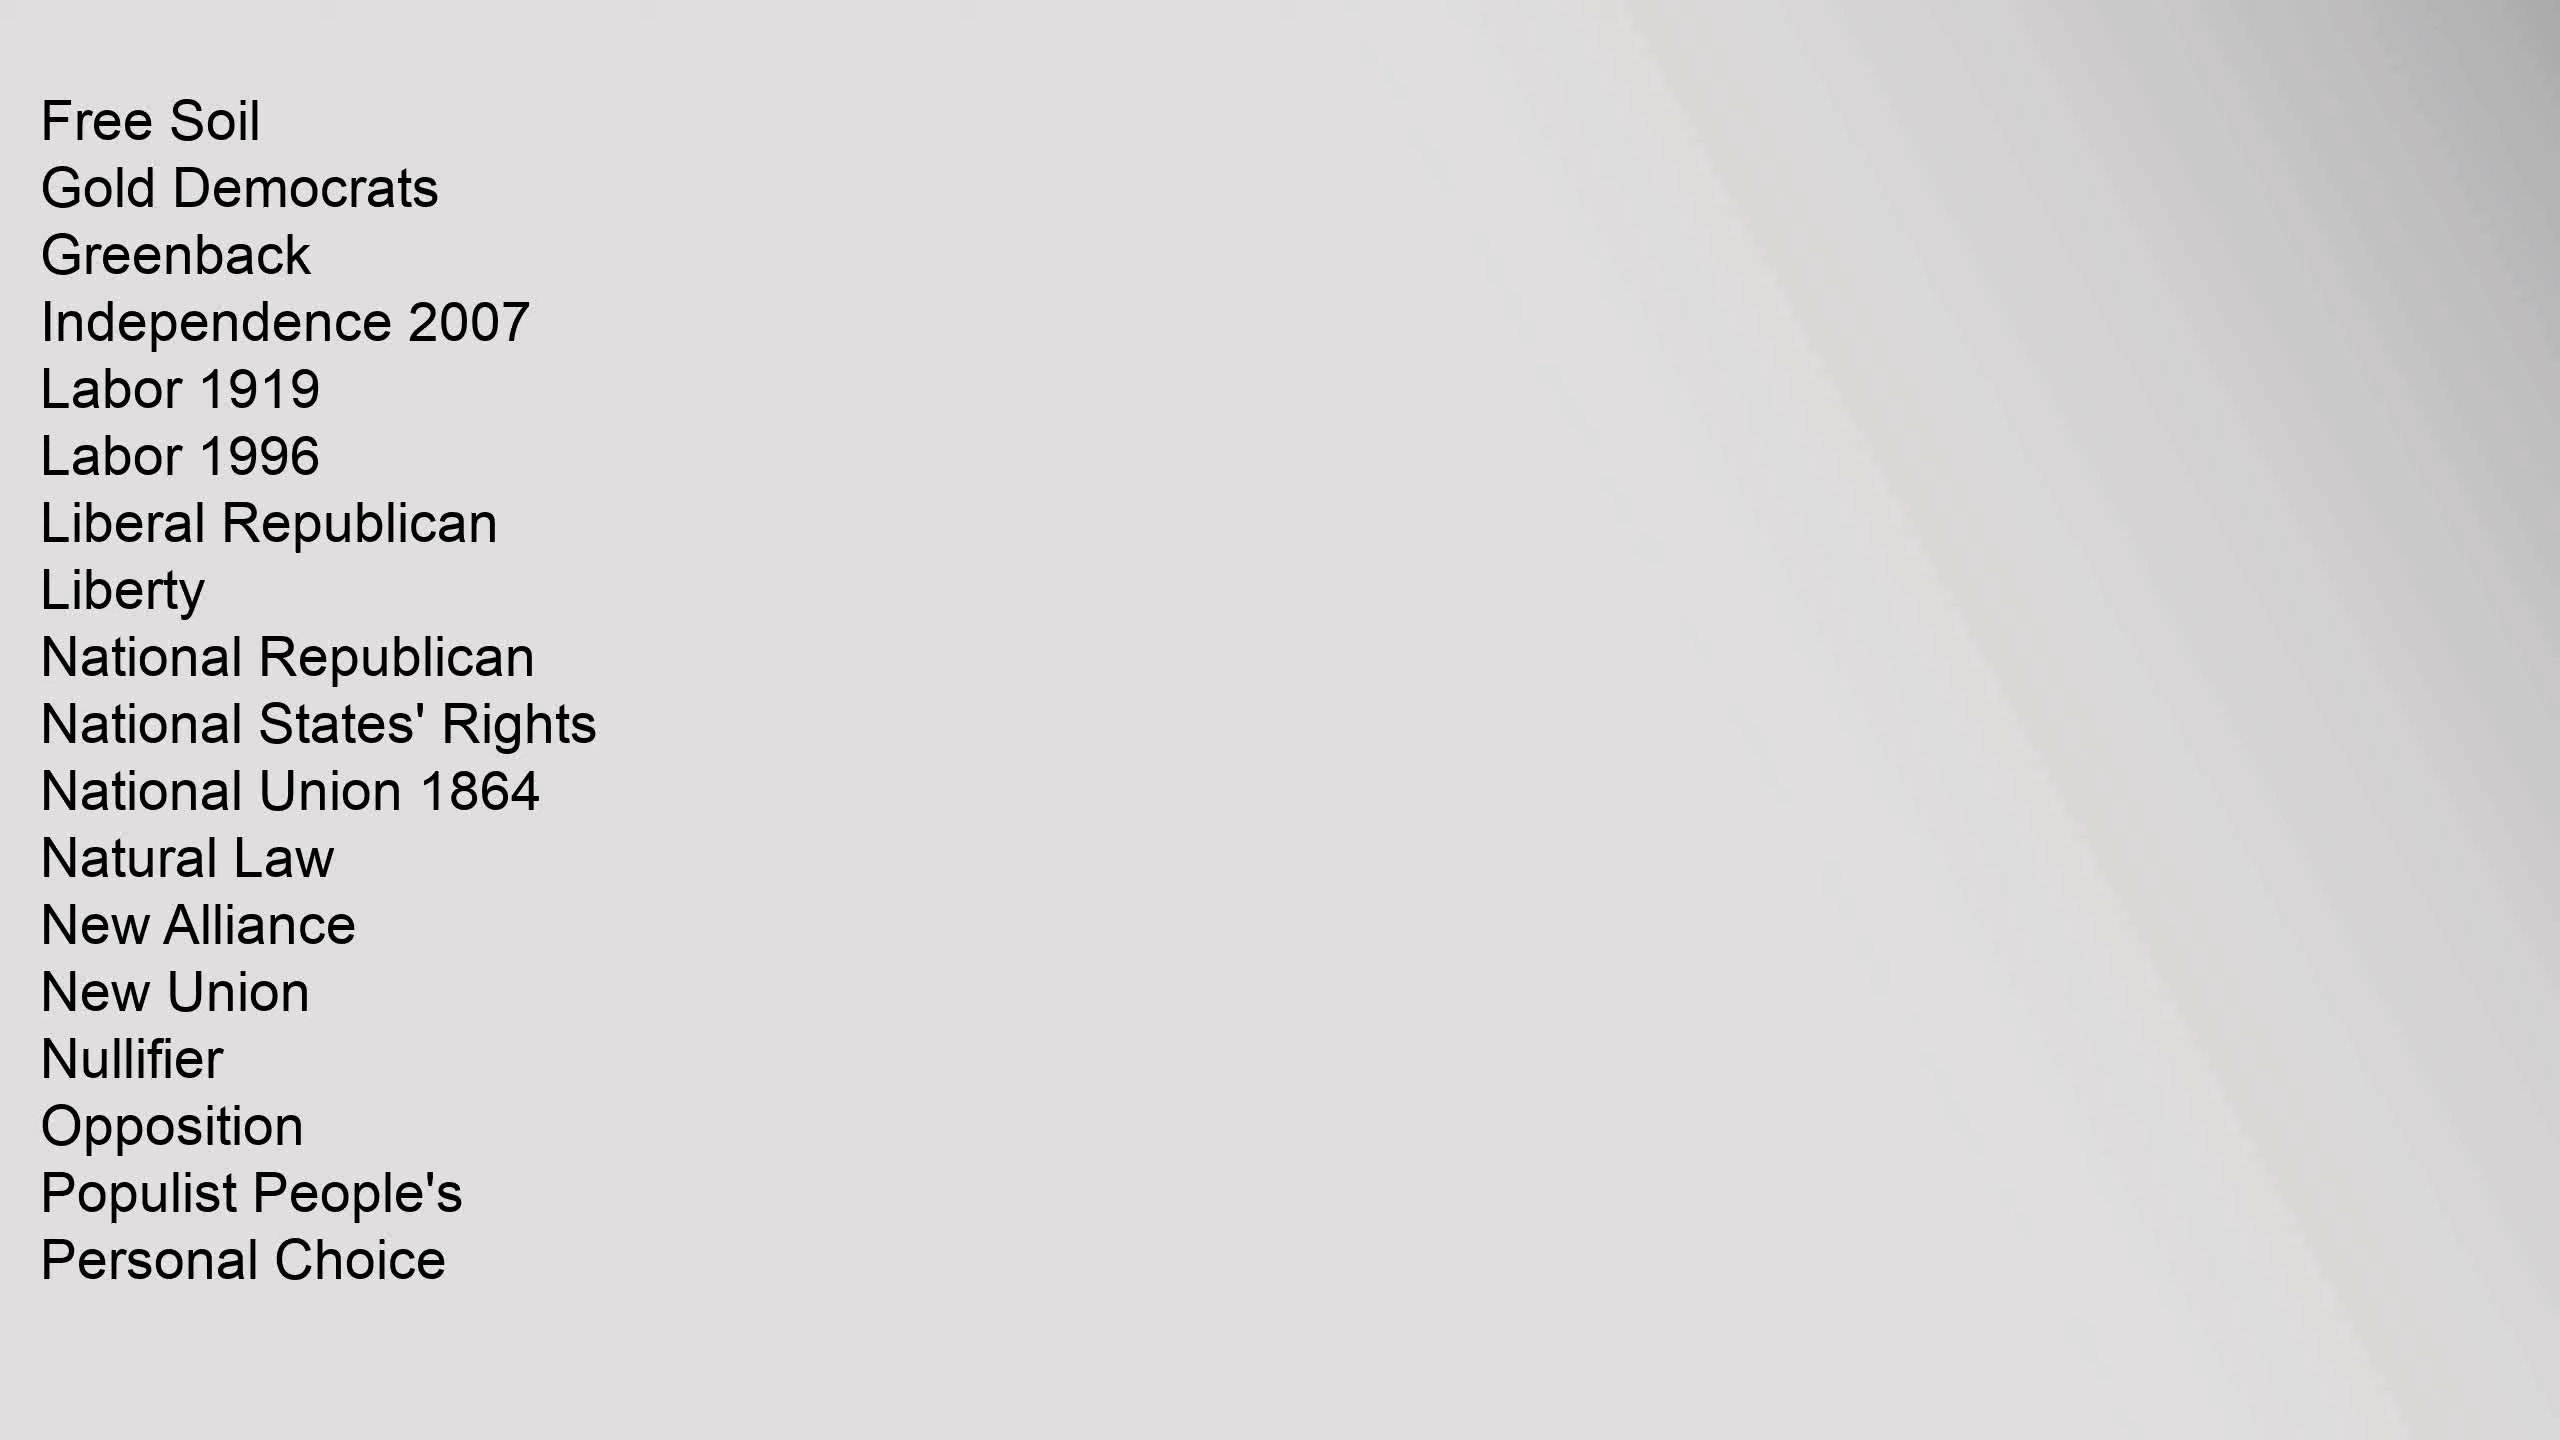 Free Soil
Gold Democrats
Greenback
Independence 2007
Labor 1919
Labor 1996
Liberal Republican
Liberty
National Republican
National States' Rights
National Union 1864
Natural Law
New Alliance
New Union
Nullifier
Opposition
Populist People's
Personal Choice